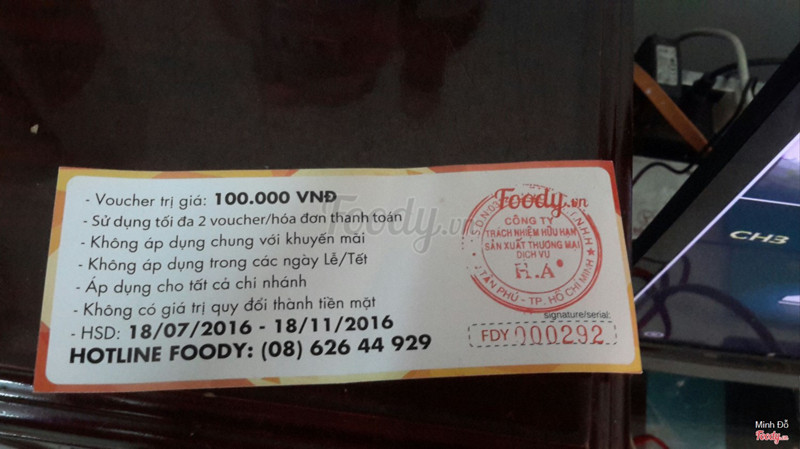 - Voucher trị giá: 100.000 VNĐ
- Sử dụng tối đa 2 voucher/hóa đơn thanh toán
- Không áp dụng chung với khuyến mãi
- Không áp dụng trong các ngày Lễ/Tết
- Áp dụng cho tất cả chi nhánh
- Không có giá trị quy đổi thành tiền mặt
- HSD: 18/07/2016 - 18/11/2016
HOTLINE FOODY: (08) 626 44 929
Foody.vn
CÔNG TY
TRÁCH NHIỆM HỮU HẠN
SẢN XUẤT THƯƠNG MẠI
DỊCH VỤ
H.A
TÂN PHÚ - TP. HỒ CHÍ MINH
signature/serial:
FDY 000292
Foody.vn
CH3
Minh Đỗ
Foody.vn